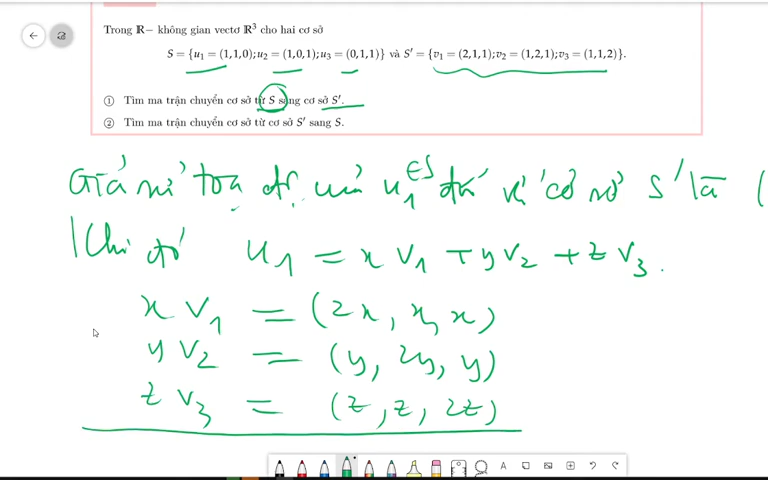 Trong ℝ− không gian vectơ ℝ³ cho hai cơ sở
S = {u₁ = (1,1,0); u₂ = (1,0,1); u₃ = (0,1,1)} và S′ = {v₁ = (2,1,1); v₂ = (1,2,1); v₃ = (1,1,2)}.
① Tìm ma trận chuyển cơ sở từ S sang cơ sở S′.
② Tìm ma trận chuyển cơ sở từ cơ sở S′ sang S.
Giả sử toạ độ của u₁ ∈ S đối với cơ sở S′ là (
Khi đó u₁ = x v₁ + y v₂ + z v₃.
x v₁ = (2x, x, x)
y v₂ = (y, 2y, y)
z v₃ = (z, z, 2z)
A